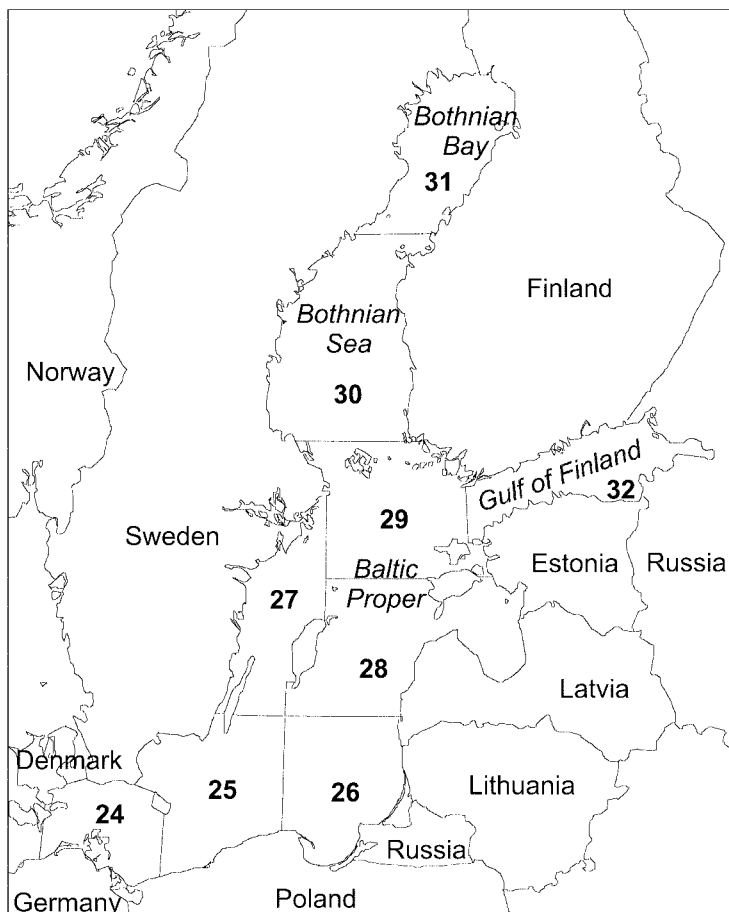 Bothnian
Bay
31
Finland
Bothnian
Sea
Norway
30
Gulf of Finland
32
29
Sweden
Estonia
Russia
Baltic
Proper
27
28
Latvia
Denmark
25
26
Lithuania
24
Russia
Germany
Poland